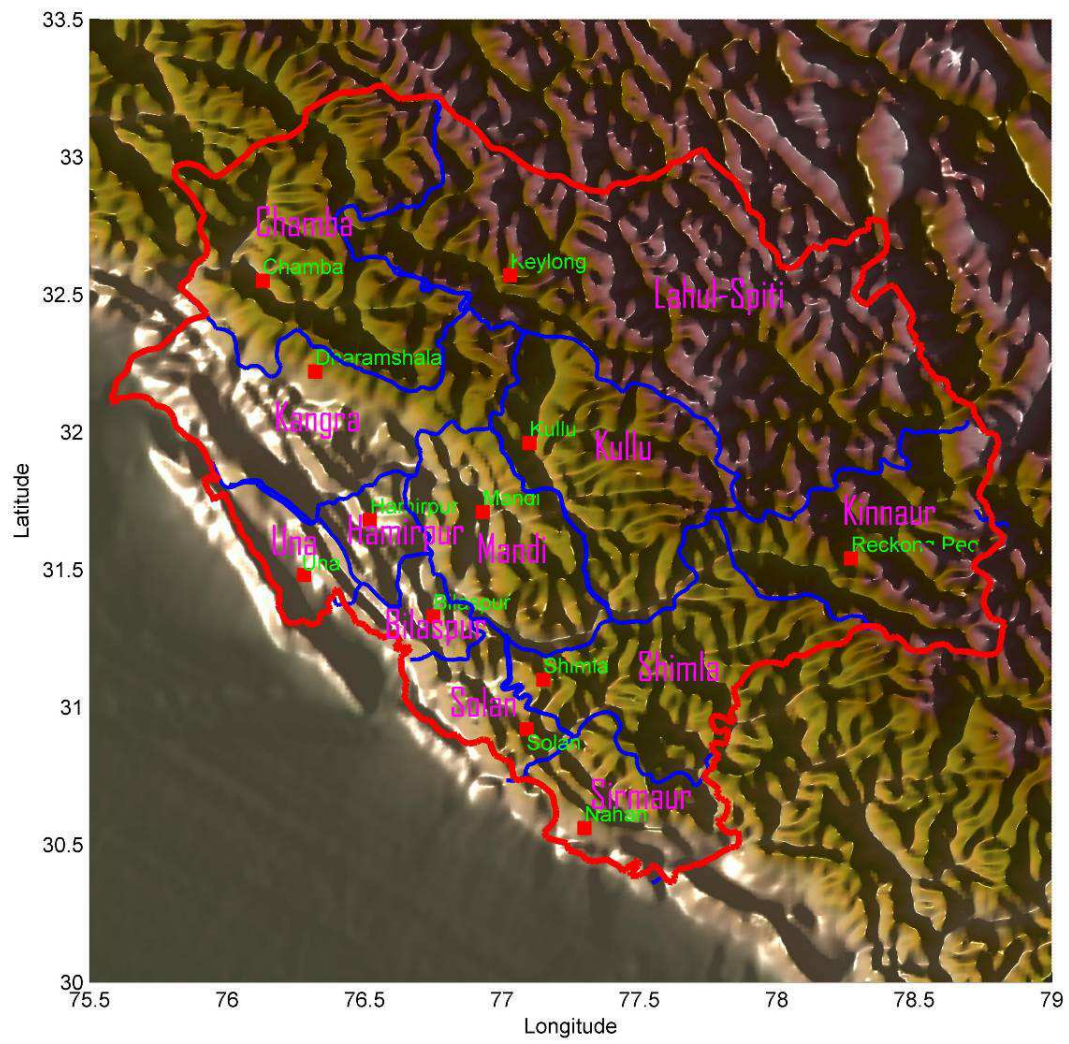 33.5
33
Chamba
Chamba
Keylong
32.5
Lahul-Spiti
Dharamshala
Kangra
32
Kullu
Kullu
Hamirpur
Mandi
Kinnaur
Latitude
Una
Hamirpur
Mandi
Reckong Peo
31.5
Una
Bilaspur
Bilaspur
Shimla
Shimla
31
Solan
Solan
Sirmaur
Nahan
30.5
30
75.5
76
76.5
77
77.5
78
78.5
79
Longitude